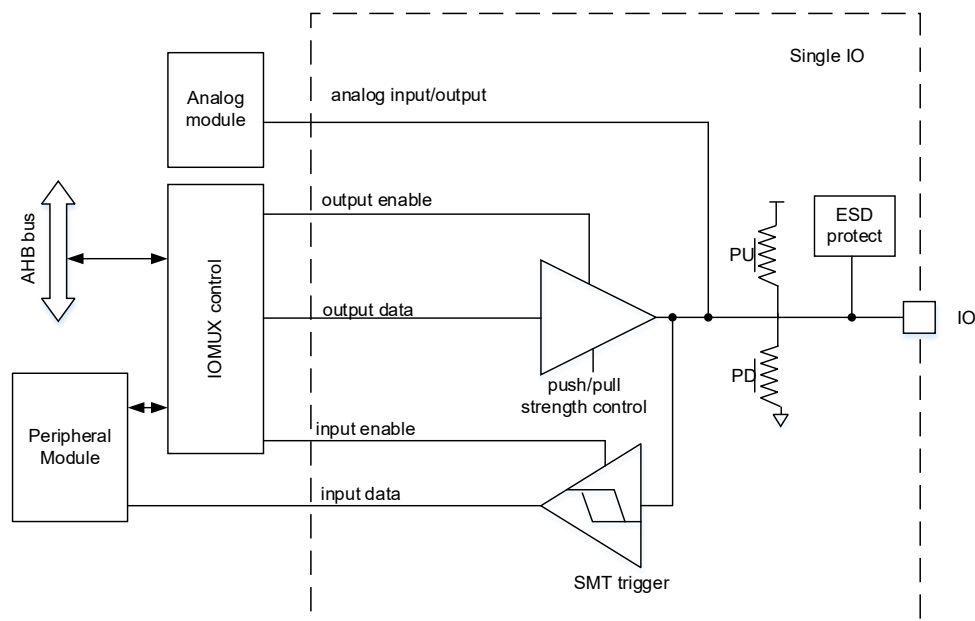 Single IO
Analog
module
analog input/output
AHB bus
IOMUX control
output enable
ESD
protect
PU
output data
IO
PD
push/pull
strength control
Peripheral
Module
input enable
input data
SMT trigger